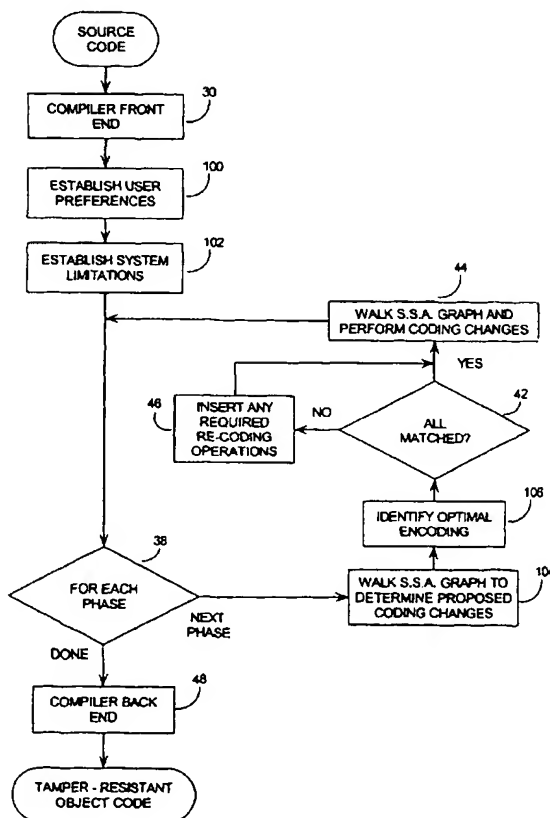 SOURCE
CODE
30
COMPILER FRONT
END
100
ESTABLISH USER
PREFERENCES
102
ESTABLISH SYSTEM
LIMITATIONS
44
WALK S.S.A. GRAPH AND
PERFORM CODING CHANGES
YES
42
46
INSERT ANY
REQUIRED
RE-CODING
OPERATIONS
NO
ALL
MATCHED?
106
IDENTIFY OPTIMAL
ENCODING
38
FOR EACH
PHASE
NEXT
PHASE
WALK S.S.A. GRAPH TO
DETERMINE PROPOSED
CODING CHANGES
DONE
48
COMPILER BACK
END
TAMPER - RESISTANT
OBJECT CODE